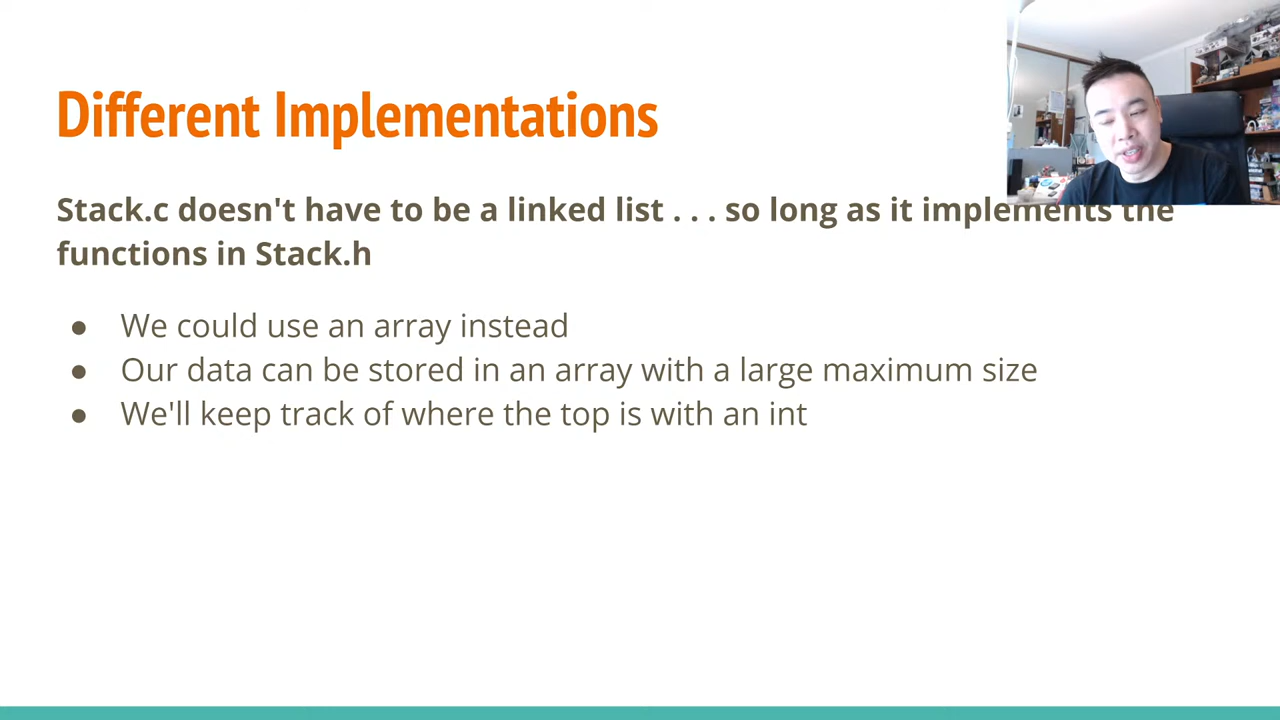 Different Implementations
Stack.c doesn't have to be a linked list . . . so long as it implements the
functions in Stack.h
● We could use an array instead
● Our data can be stored in an array with a large maximum size
● We'll keep track of where the top is with an int